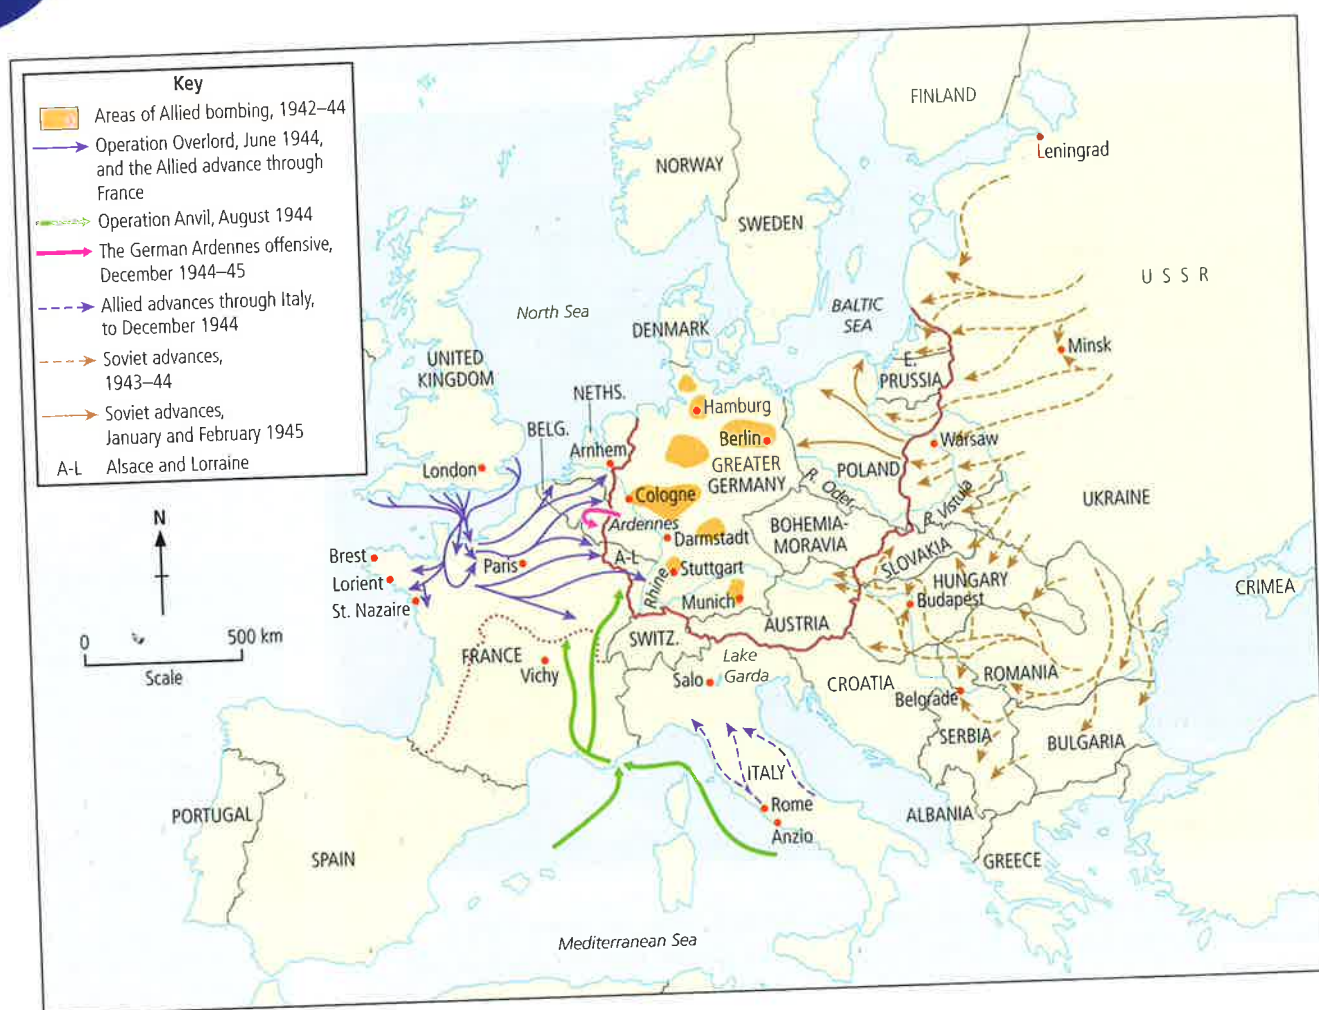 Key
Areas of Allied bombing, 1942–44
Operation Overlord, June 1944,
and the Allied advance through
France
Operation Anvil, August 1944
The German Ardennes offensive,
December 1944–45
Allied advances through Italy,
to December 1944
Soviet advances,
1943–44
Soviet advances,
January and February 1945
A-L Alsace and Lorraine
N
0 500 km
Scale
FINLAND
Leningrad
NORWAY
SWEDEN
U S S R
North Sea
BALTIC
SEA
DENMARK
Minsk
UNITED
KINGDOM
E.
PRUSSIA
NETHS.
Hamburg
BELG.
Berlin
Warsaw
London
Arnhem
GREATER
GERMANY
POLAND
R. Oder
R. Vistula
UKRAINE
Cologne
Ardennes
BOHEMIA-
MORAVIA
Darmstadt
SLOVAKIA
Brest
Paris
A-L
Stuttgart
HUNGARY
Lorient
Rhine
CRIMEA
St. Nazaire
Munich
Budapest
AUSTRIA
SWITZ.
FRANCE
Vichy
Lake
Garda
Salo
CROATIA
ROMANIA
Belgrade
SERBIA
BULGARIA
ITALY
PORTUGAL
Rome
ALBANIA
Anzio
SPAIN
GREECE
Mediterranean Sea